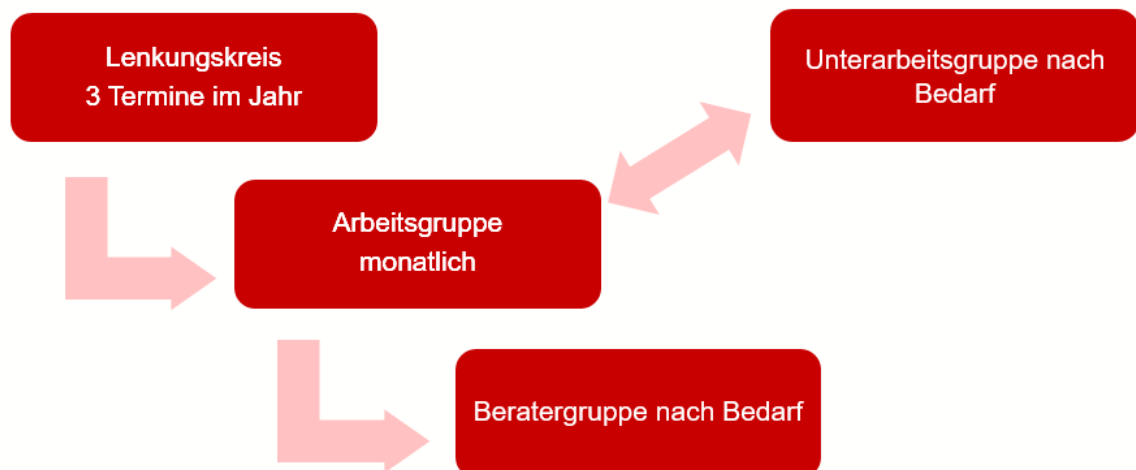 Lenkungskreis
3 Termine im Jahr
Unterarbeitsgruppe nach
Bedarf
Arbeitsgruppe
monatlich
Beratergruppe nach Bedarf